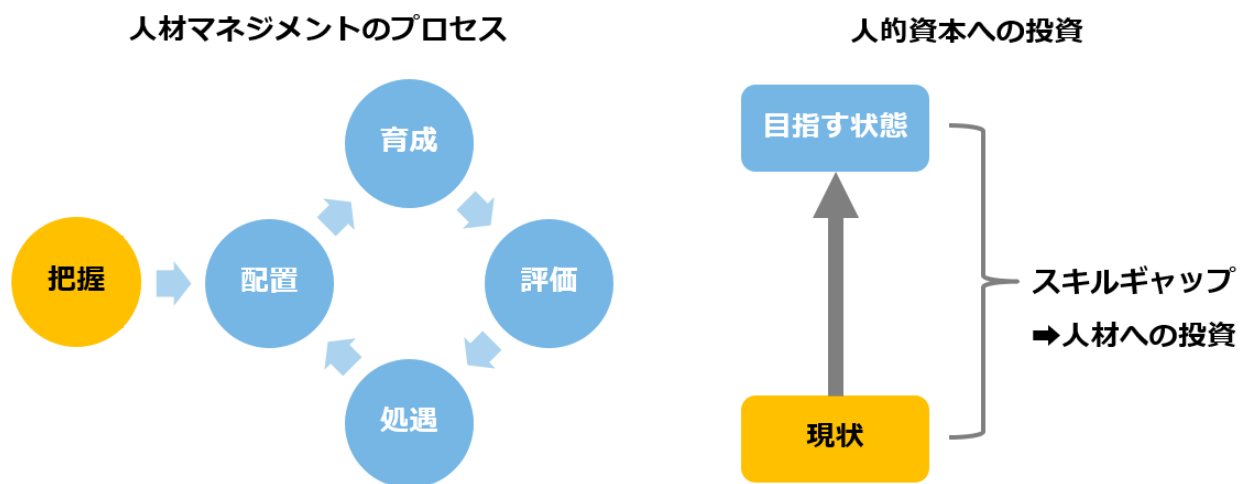 人材マネジメントのプロセス
育成
把握
配置
評価
処遇
人的資本への投資
目指す状態
スキルギャップ
➡人材への投資
現状